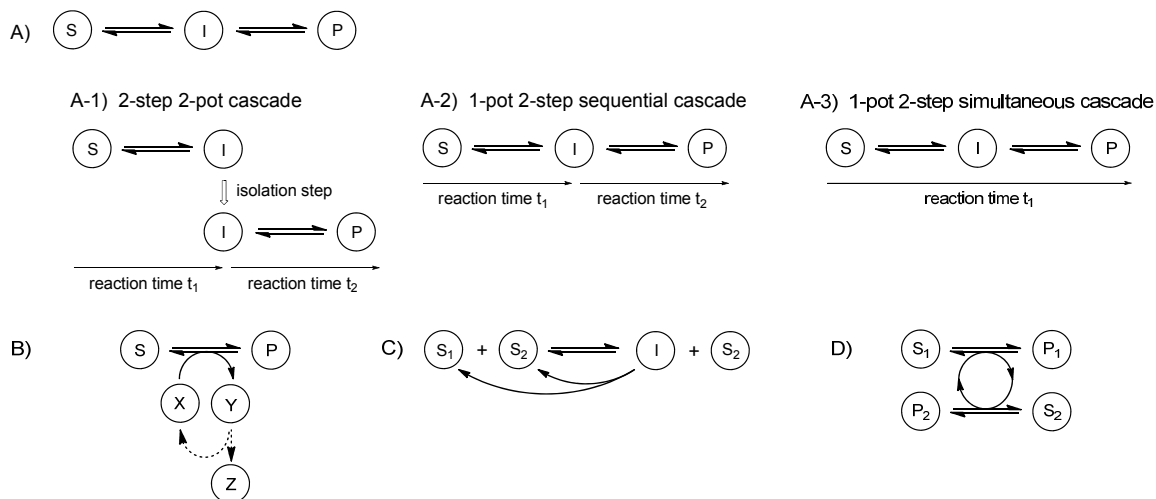 A) S I P
A-1) 2-step 2-pot cascade
S I
isolation step
I P
reaction time t₁ reaction time t₂
A-2) 1-pot 2-step sequential cascade
S I P
reaction time t₁ reaction time t₂
A-3) 1-pot 2-step simultaneous cascade
S I P
reaction time t₁
B) S P
X Y
Z
C) S₁ + S₂ I + S₂
D) S₁ P₁
P₂ S₂